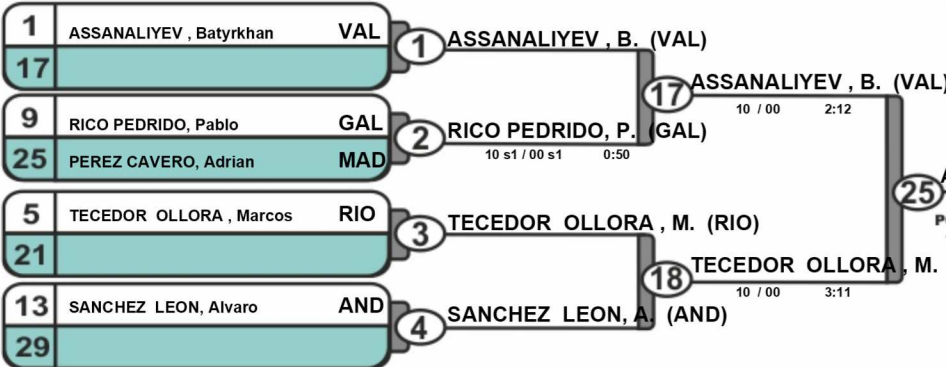 1 ASSANALIYEV , Batyrkhan VAL
17
1 ASSANALIYEV , B. (VAL)
17 ASSANALIYEV , B. (VAL)
10 / 00 2:12
9 RICO PEDRIDO, Pablo GAL
25 PEREZ CAVERO, Adrian MAD
2 RICO PEDRIDO, P. (GAL)
10 s1 / 00 s1 0:50
25
5 TECEDOR OLLORA , Marcos RIO
21
3 TECEDOR OLLORA , M. (RIO)
18 TECEDOR OLLORA , M.
10 / 00 3:11
13 SANCHEZ LEON, Alvaro AND
29
4 SANCHEZ LEON, A. (AND)